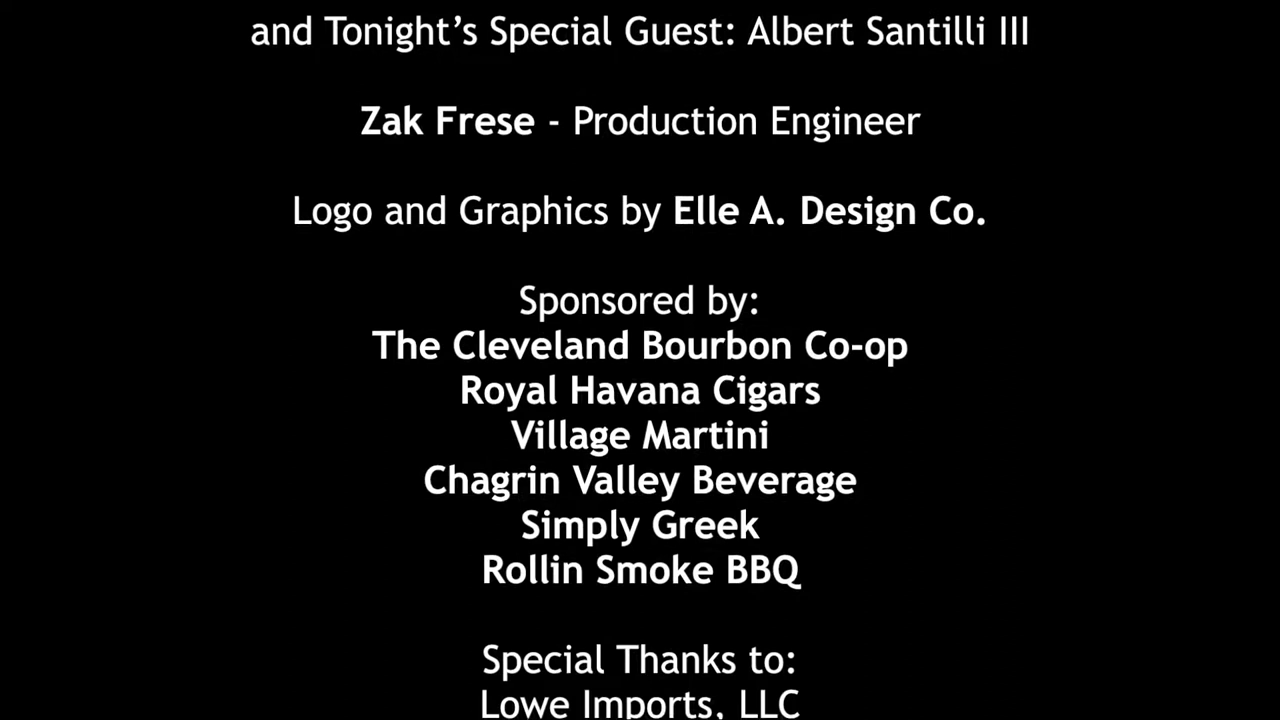 and Tonight’s Special Guest: Albert Santilli III
Zak Frese - Production Engineer
Logo and Graphics by Elle A. Design Co.
Sponsored by:
The Cleveland Bourbon Co-op
Royal Havana Cigars
Village Martini
Chagrin Valley Beverage
Simply Greek
Rollin Smoke BBQ
Special Thanks to:
Lowe Imports, LLC